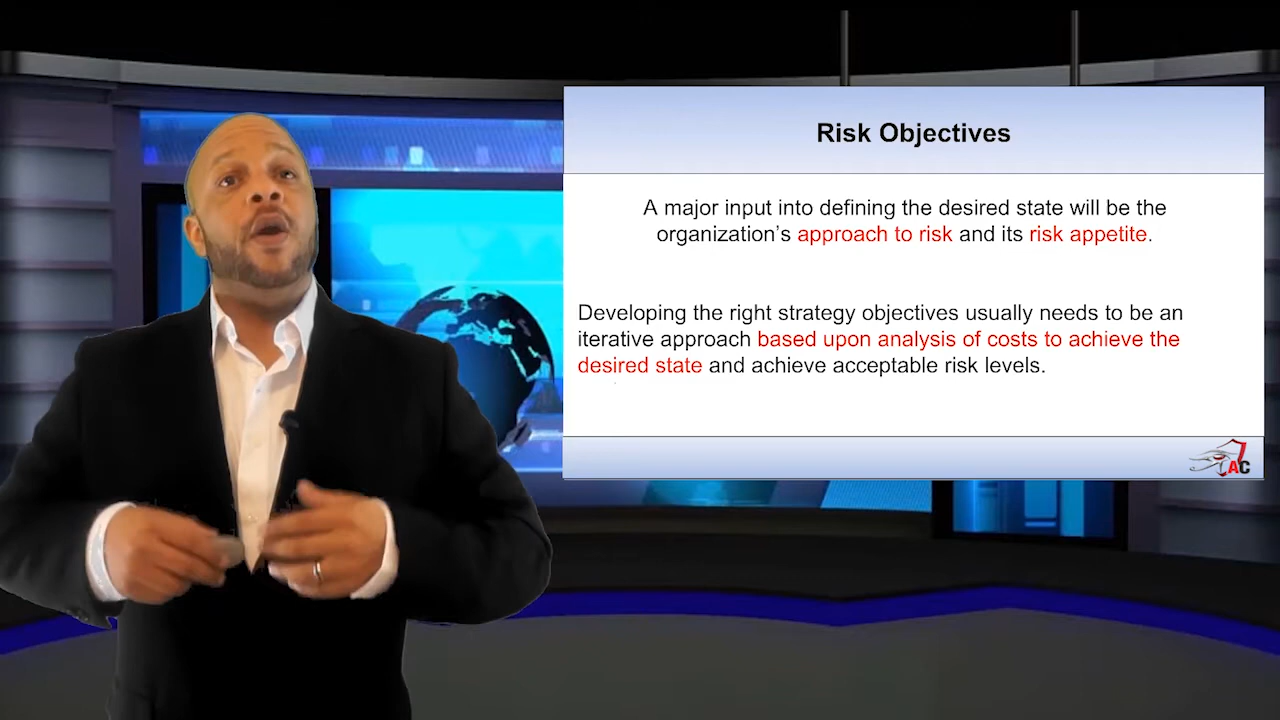 Risk Objectives
A major input into defining the desired state will be the
organization's approach to risk and its risk appetite.
Developing the right strategy objectives usually needs to be an
iterative approach based upon analysis of costs to achieve the
desired state and achieve acceptable risk levels.
AC